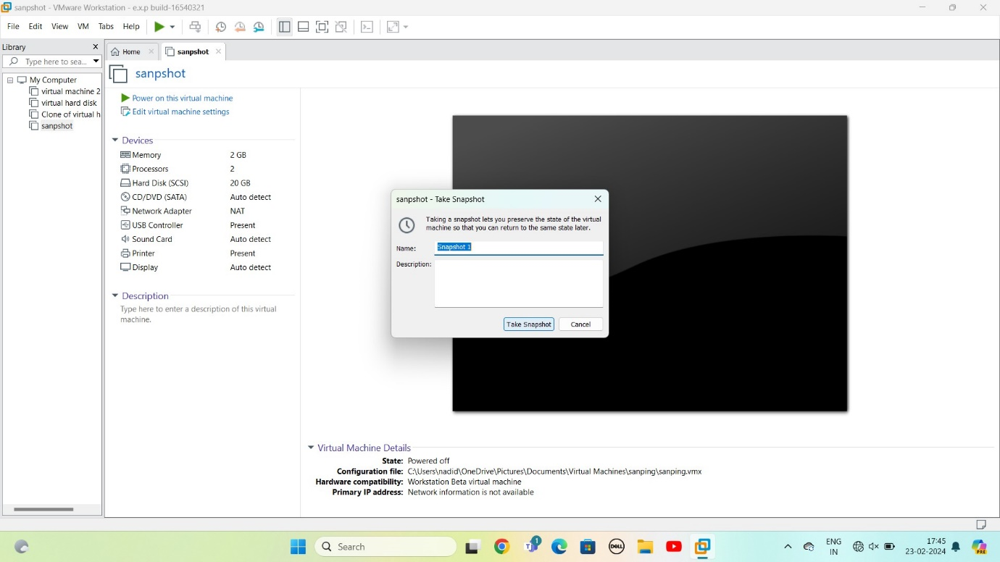 sanpshot - VMware Workstation - e.x.p build-16540321
File Edit View VM Tabs Help
Library
Home
sanpshot
Type here to sea...
sanpshot
My Computer
virtual machine 2
virtual hard disk
Clone of virtual h
sanpshot
Power on this virtual machine
Edit virtual machine settings
Devices
Memory 2 GB
Processors 2
Hard Disk (SCSI) 20 GB
CD/DVD (SATA) Auto detect
Network Adapter NAT
USB Controller Present
Sound Card Auto detect
Printer Present
Display Auto detect
Description
Type here to enter a description of this virtual
machine.
sanpshot - Take Snapshot
Taking a snapshot lets you preserve the state of the virtual
machine so that you can return to the same state later.
Name: Snapshot 1
Description:
Take Snapshot Cancel
Virtual Machine Details
State: Powered off
Configuration file: C:\Users\nadid\OneDrive\Pictures\Documents\Virtual Machines\sanping\sanping.vmx
Hardware compatibility: Workstation Beta virtual machine
Primary IP address: Network information is not available
Search
1
DELL
ENG
IN
17:45
23-02-2024
PRE